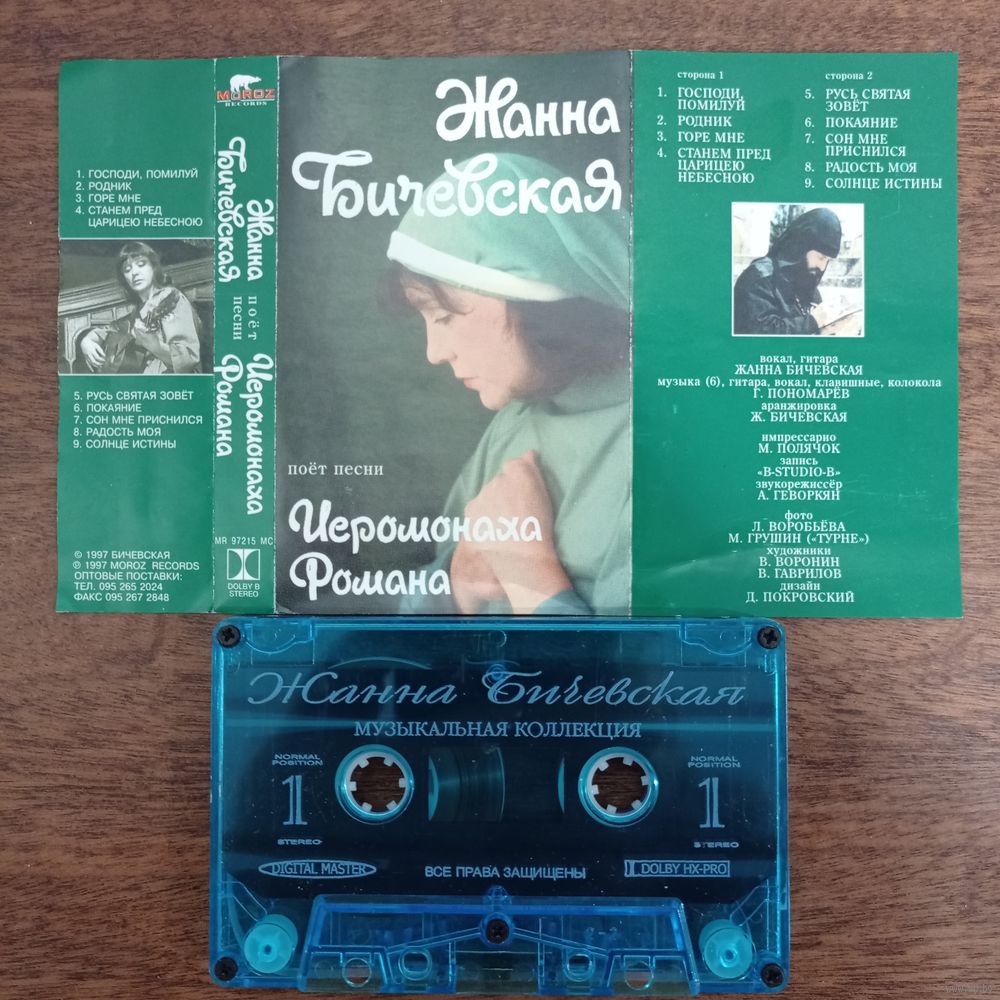 1. ГОСПОДИ, ПОМИЛУЙ
2. РОДНИК
3. ГОРЕ МНЕ
4. СТАНЕМ ПРЕД
ЦАРИЦЕЮ НЕБЕСНОЮ
5. РУСЬ СВЯТАЯ ЗОВЁТ
6. ПОКАЯНИЕ
7. СОН МНЕ ПРИСНИЛСЯ
8. РАДОСТЬ МОЯ
9. СОЛНЦЕ ИСТИНЫ
© 1997 БИЧЕВСКАЯ
℗ 1997 MOROZ RECORDS
ОПТОВЫЕ ПОСТАВКИ:
ТЕЛ. 095 265 2024
ФАКС 095 267 2848
MOROZ
RECORDS
Жанна
Бичевская
поёт
песни
Иеромонаха
Романа
MR 97215 MC
DOLBY B
STEREO
Жанна
Бичевская
поёт песни
Иеромонаха
Романа
сторона 1
1. ГОСПОДИ,
ПОМИЛУЙ
2. РОДНИК
3. ГОРЕ МНЕ
4. СТАНЕМ ПРЕД
ЦАРИЦЕЮ
НЕБЕСНОЮ
сторона 2
5. РУСЬ СВЯТАЯ
ЗОВЁТ
6. ПОКАЯНИЕ
7. СОН МНЕ
ПРИСНИЛСЯ
8. РАДОСТЬ МОЯ
9. СОЛНЦЕ ИСТИНЫ
вокал, гитара
ЖАННА БИЧЕВСКАЯ
музыка (6), гитара, вокал, клавишные, колокола
Г. ПОНОМАРЁВ
аранжировка
Ж. БИЧЕВСКАЯ
импрессарио
М. ПОЛЯЧОК
запись
«B-STUDIO-B»
звукорежиссёр
А. ГЕВОРКЯН
фото
Л. ВОРОБЬЁВА
М. ГРУШИН («ТУРНЕ»)
художники
В. ВОРОНИН
В. ГАВРИЛОВ
дизайн
Д. ПОКРОВСКИЙ
Жанна Бичевская
МУЗЫКАЛЬНАЯ КОЛЛЕКЦИЯ
NORMAL
POSITION
1
STEREO
NORMAL
POSITION
1
STEREO
DIGITAL MASTER
ВСЕ ПРАВА ЗАЩИЩЕНЫ
DOLBY HX-PRO